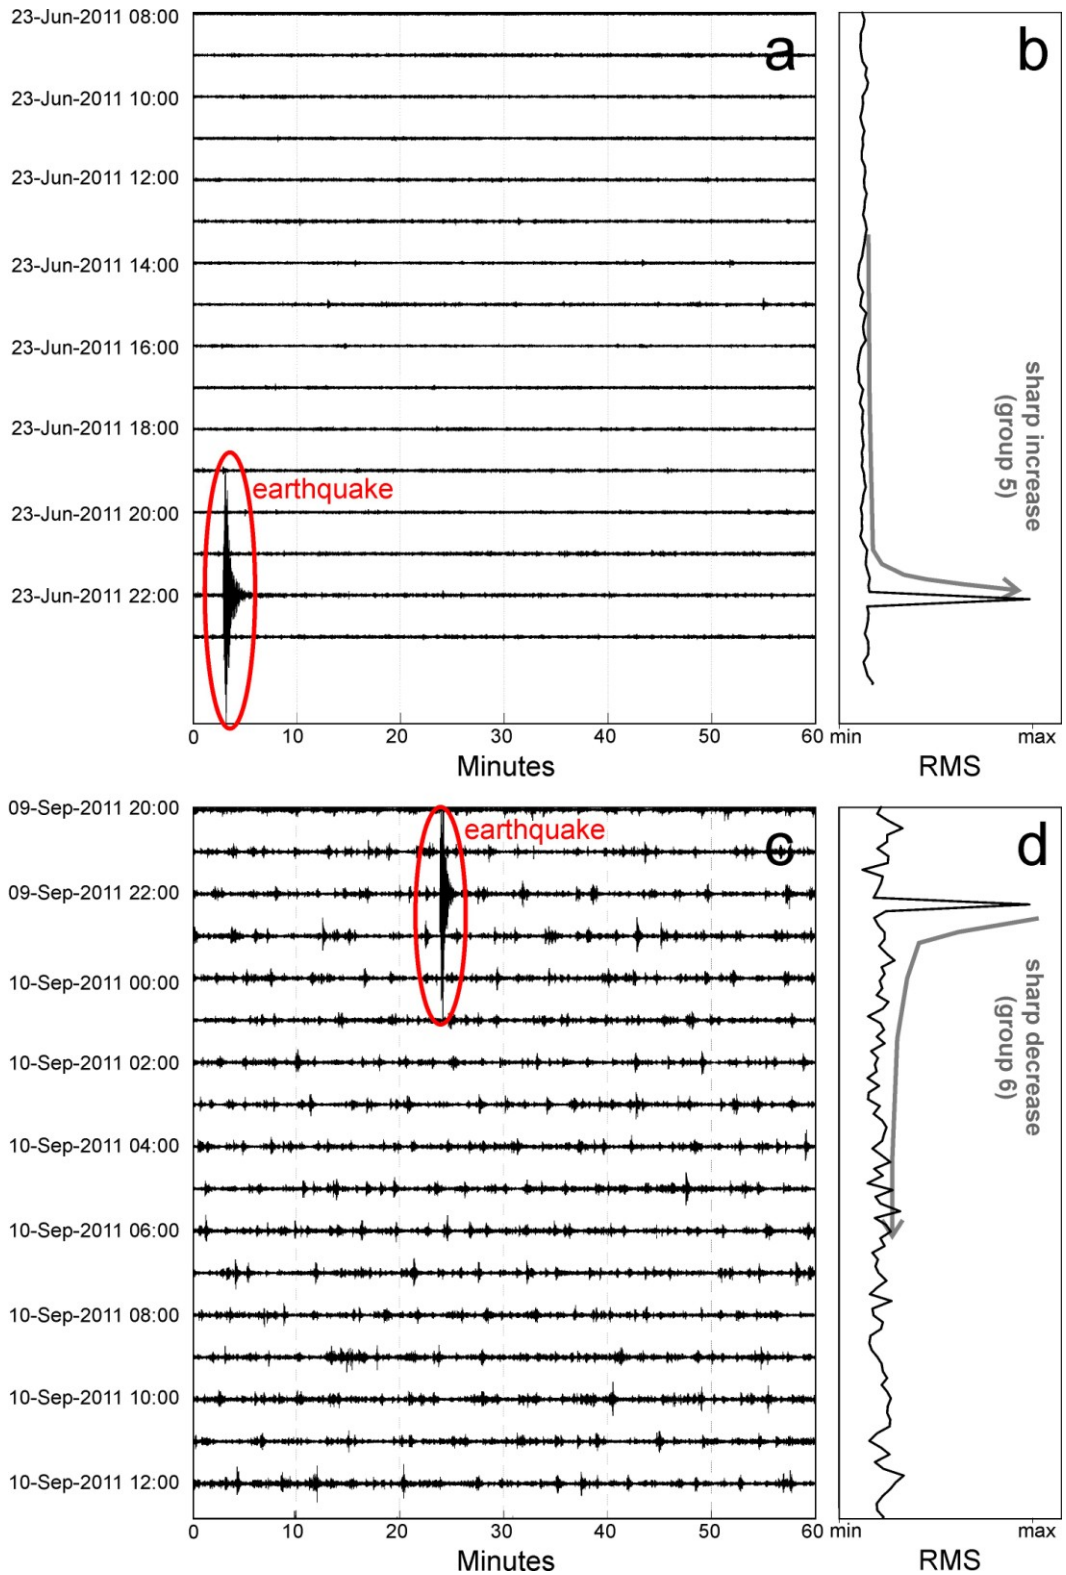 23-Jun-2011 08:00
a
b
23-Jun-2011 10:00
23-Jun-2011 12:00
23-Jun-2011 14:00
23-Jun-2011 16:00
23-Jun-2011 18:00
earthquake
23-Jun-2011 20:00
23-Jun-2011 22:00
sharp increase
(group 5)
0 10 20 30 40 50 60
Minutes
min max
RMS
09-Sep-2011 20:00
earthquake
c
d
09-Sep-2011 22:00
10-Sep-2011 00:00
10-Sep-2011 02:00
10-Sep-2011 04:00
10-Sep-2011 06:00
10-Sep-2011 08:00
10-Sep-2011 10:00
10-Sep-2011 12:00
sharp decrease
(group 6)
0 10 20 30 40 50 60
Minutes
min max
RMS